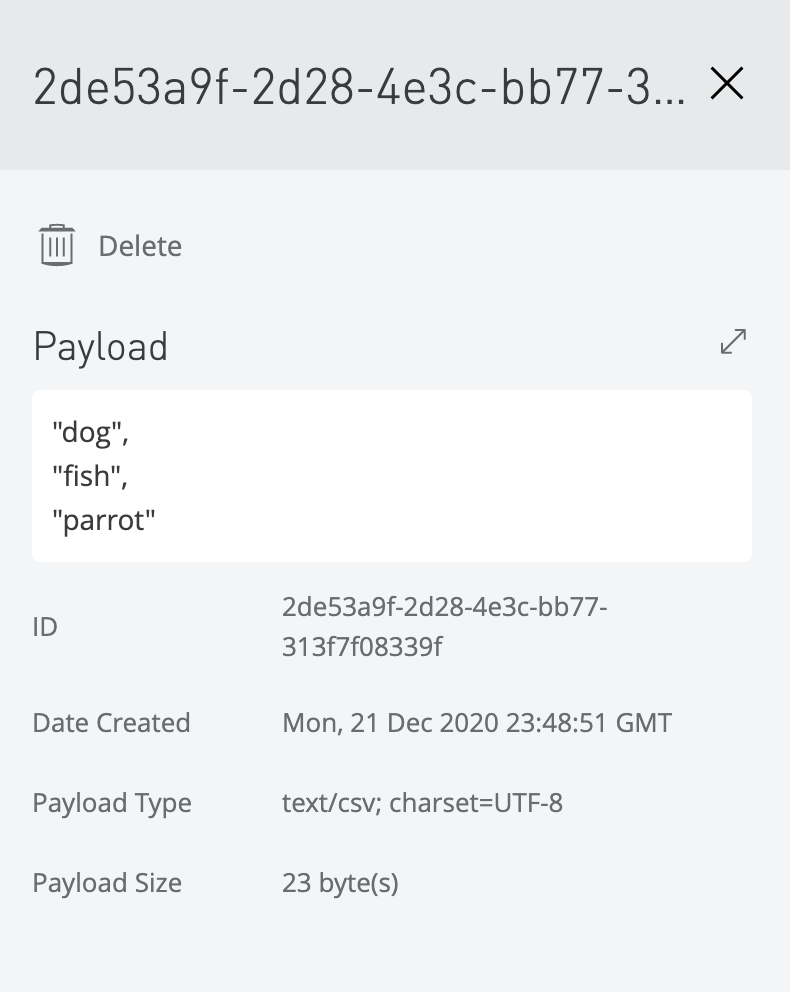 2de53a9f-2d28-4e3c-bb77-3...
Delete
Payload
"dog",
"fish",
"parrot"
ID
2de53a9f-2d28-4e3c-bb77-
313f7f08339f
Date Created
Mon, 21 Dec 2020 23:48:51 GMT
Payload Type
text/csv; charset=UTF-8
Payload Size
23 byte(s)